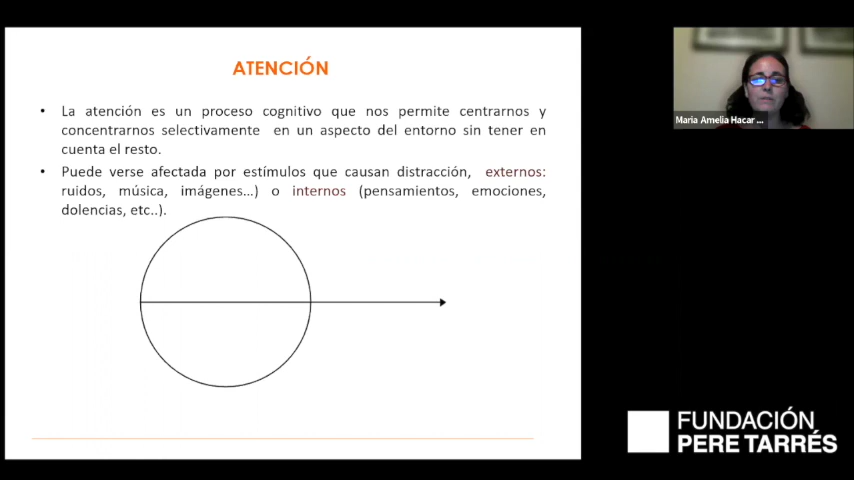 ATENCIÓN
• La atención es un proceso cognitivo que nos permite centrarnos y
concentrarnos selectivamente en un aspecto del entorno sin tener en
cuenta el resto.
• Puede verse afectada por estímulos que causan distracción, externos:
ruidos, música, imágenes...) o internos (pensamientos, emociones,
dolencias, etc..).
Maria Amelia Hacar ...
FUNDACIÓN
PERE TARRÉS